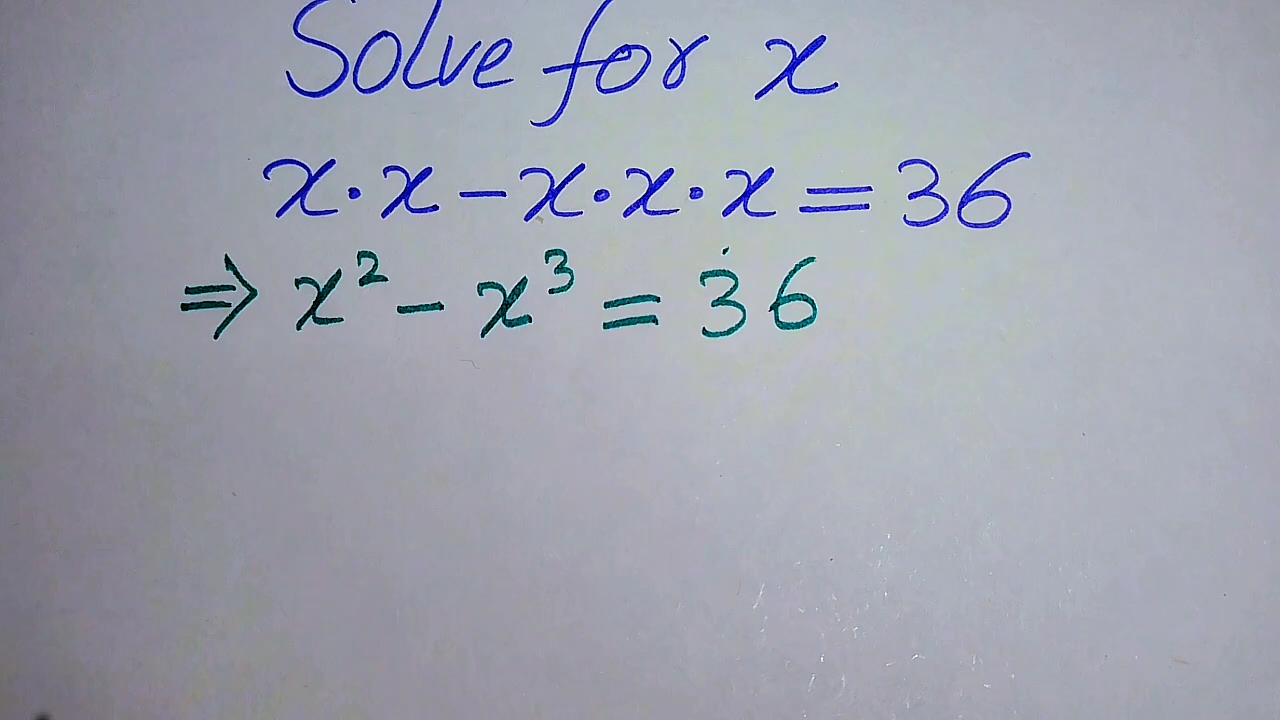 Solve for x
x·x-x·x·x=36
⇒ x² - x³ = 36